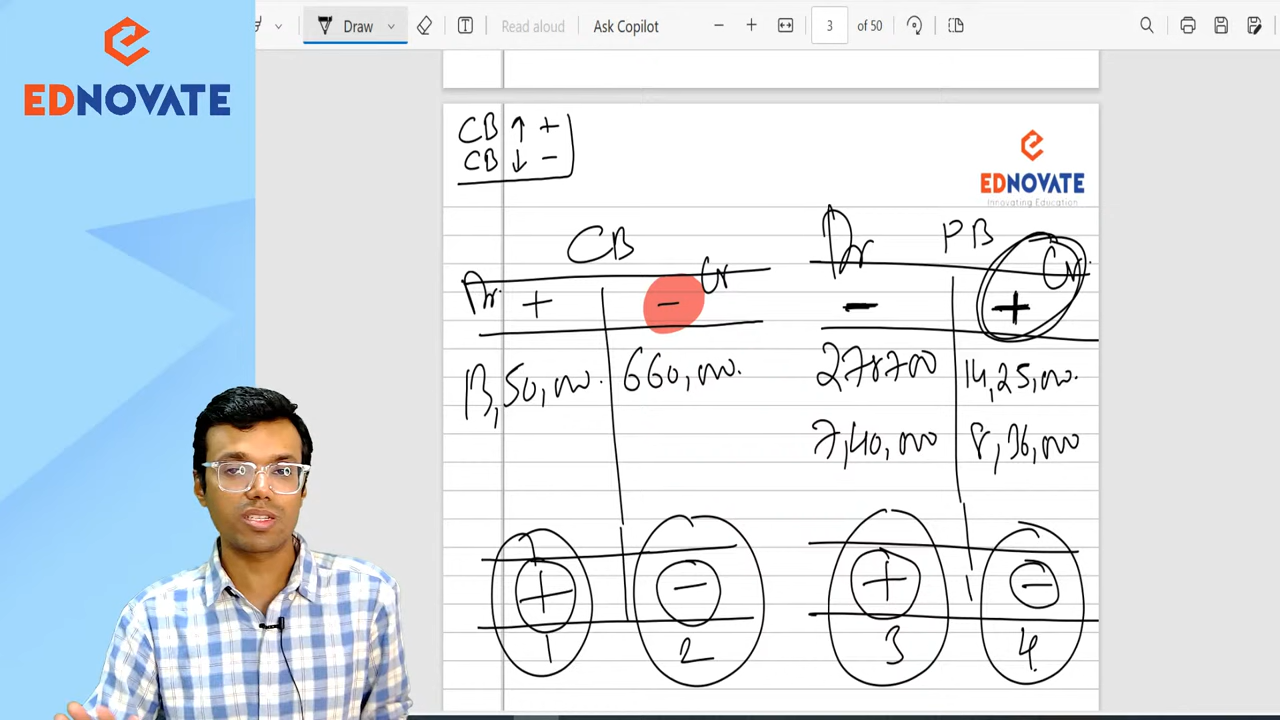 EDNOVATE
Draw
Read aloud
Ask Copilot
3 of 50
CB ↑ +
CB ↓ -
EDNOVATE
Innovating Education
CB
Dr. + - Cr
13,50,000. 660,000.
PB
Dr Cr.
- +
278700 14,25,000.
7,40,000 8,36,000
+ - + -
1 2 3 4